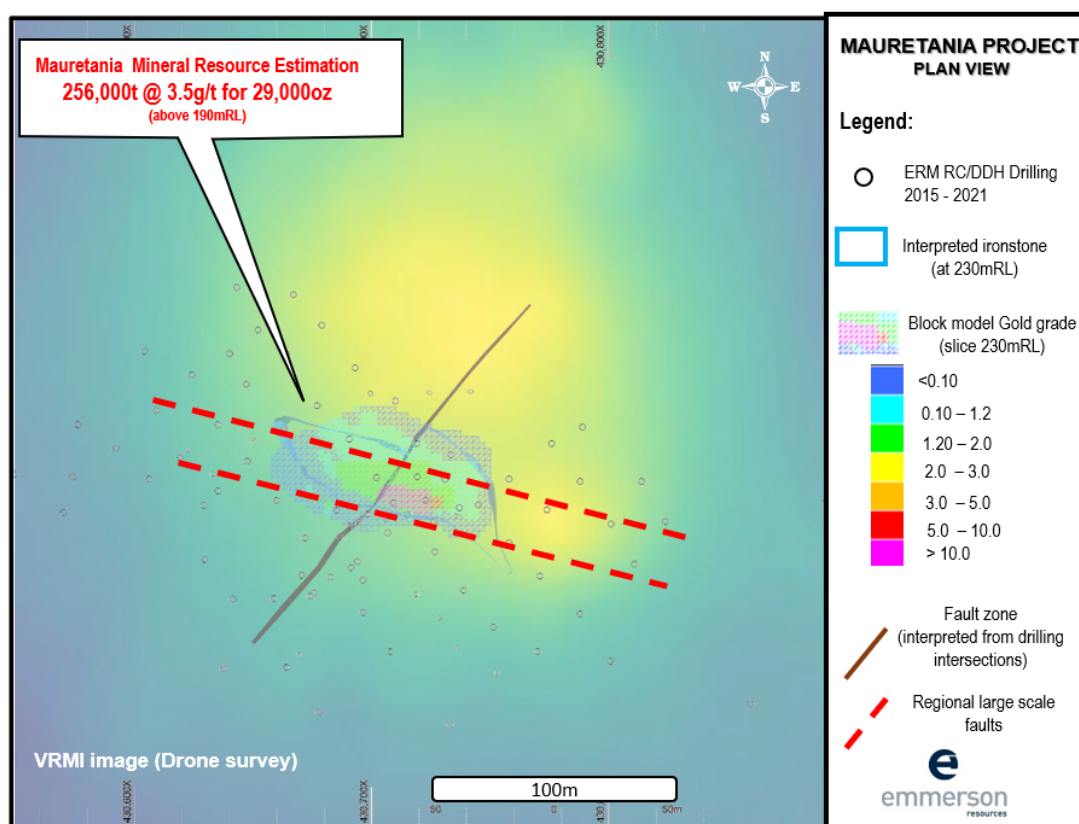 430,800X
Mauretania Mineral Resource Estimation
256,000t @ 3.5g/t for 29,000oz
(above 190mRL)
N
W E
S
VRMI image (Drone survey)
430,600X
430,700X
50
0
50m
100m
MAURETANIA PROJECT
PLAN VIEW
Legend:
ERM RC/DDH Drilling
2015 - 2021
Interpreted ironstone
(at 230mRL)
Block model Gold grade
(slice 230mRL)
<0.10
0.10 – 1.2
1.20 – 2.0
2.0 – 3.0
3.0 – 5.0
5.0 – 10.0
> 10.0
Fault zone
(interpreted from drilling
intersections)
Regional large scale
faults
e
emmerson
resources